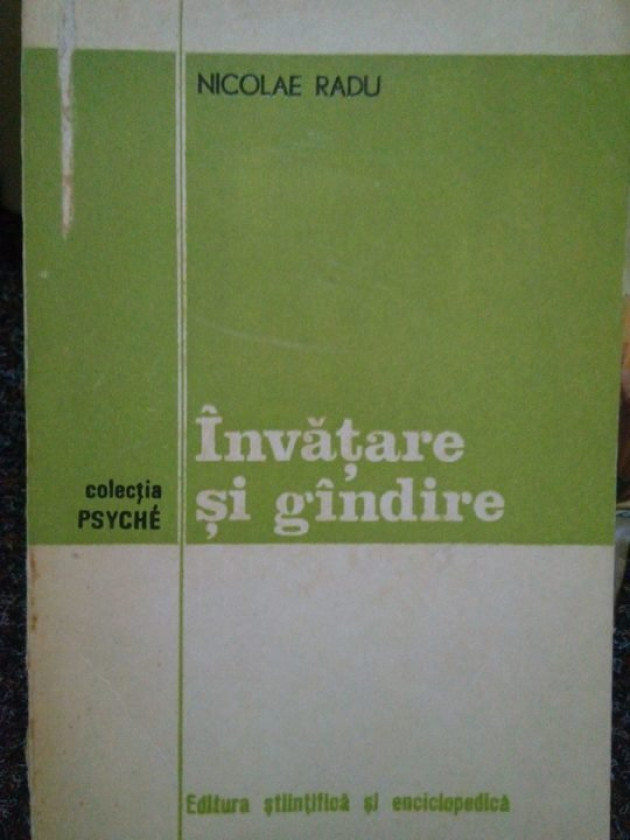 NICOLAE RADU
Învățare
și gîndire
colecția
PSYCHÉ
Editura științifică și enciclopedică